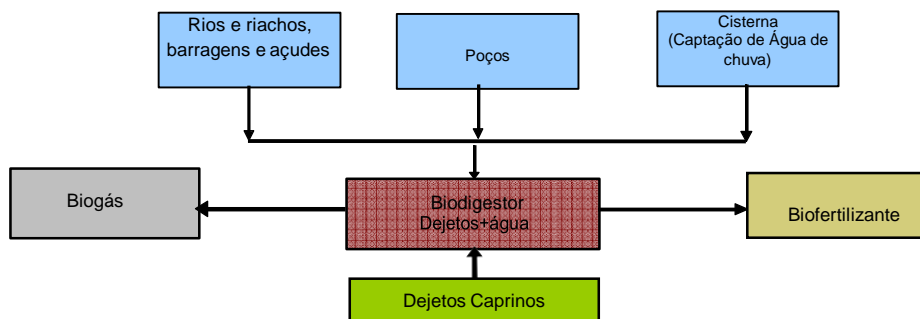 Rios e riachos,
barragens e açudes
Poços
Cisterna
(Captação de Água de
chuva)
Biogás
Biodigestor
Dejetos+água
Biofertilizante
Dejetos Caprinos